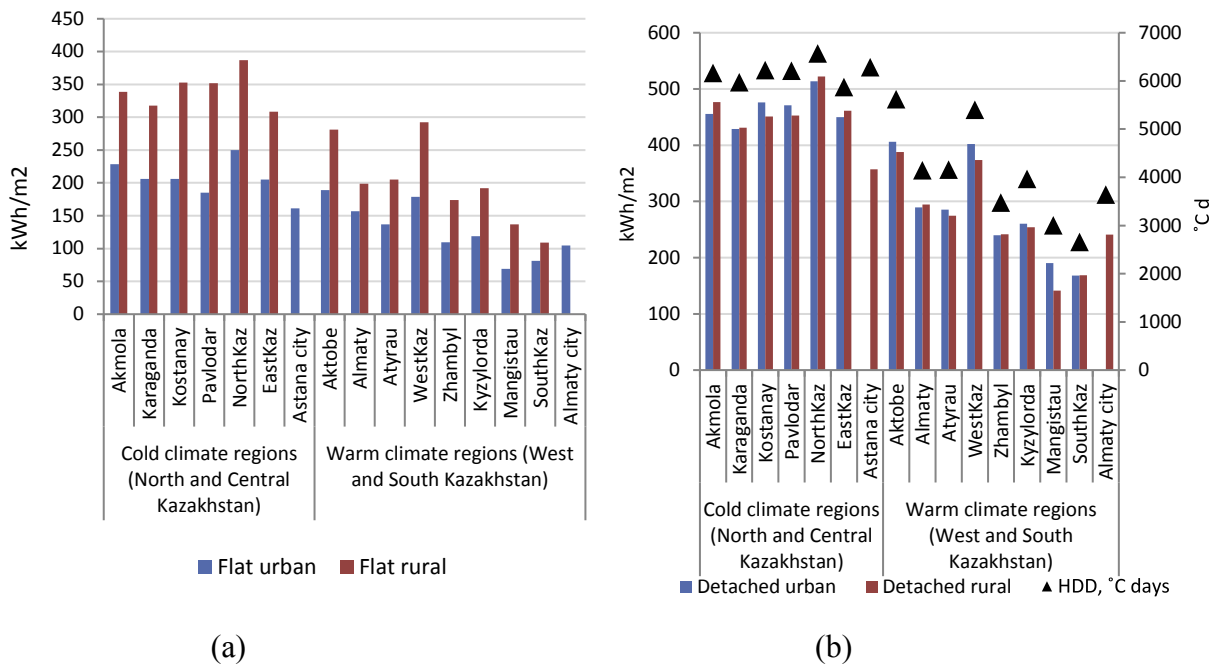 450
400
350
300
250
200
150
100
50
0
kWh/m2
Akmola
Karaganda
Kostanay
Pavlodar
NorthKaz
EastKaz
Astana city
Aktobe
Almaty
Atyrau
WestKaz
Zhambyl
Kyzylorda
Mangistau
SouthKaz
Almaty city
Cold climate regions
(North and Central
Kazakhstan)
Warm climate regions (West
and South Kazakhstan)
Flat urban
Flat rural
(a)
600
500
400
300
200
100
0
kWh/m2
7000
6000
5000
4000
3000
2000
1000
0
˚C d
Akmola
Karaganda
Kostanay
Pavlodar
NorthKaz
EastKaz
Astana city
Aktobe
Almaty
Atyrau
WestKaz
Zhambyl
Kyzylorda
Mangistau
SouthKaz
Almaty city
Cold climate regions
(North and Central
Kazakhstan)
Warm climate regions
(West and South
Kazakhstan)
Detached urban
Detached rural
HDD, ˚C days
(b)